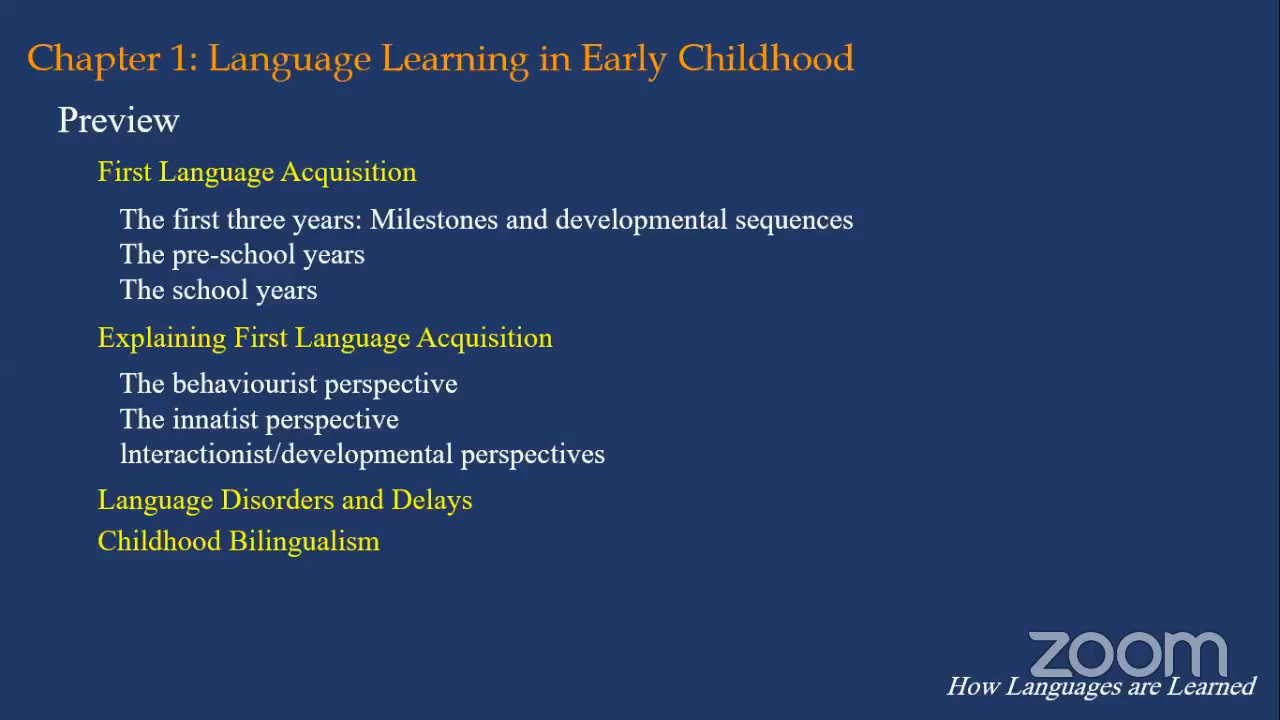 Chapter 1: Language Learning in Early Childhood
Preview
First Language Acquisition
The first three years: Milestones and developmental sequences
The pre-school years
The school years
Explaining First Language Acquisition
The behaviourist perspective
The innatist perspective
lnteractionist/developmental perspectives
Language Disorders and Delays
Childhood Bilingualism
zoom
How Languages are Learned